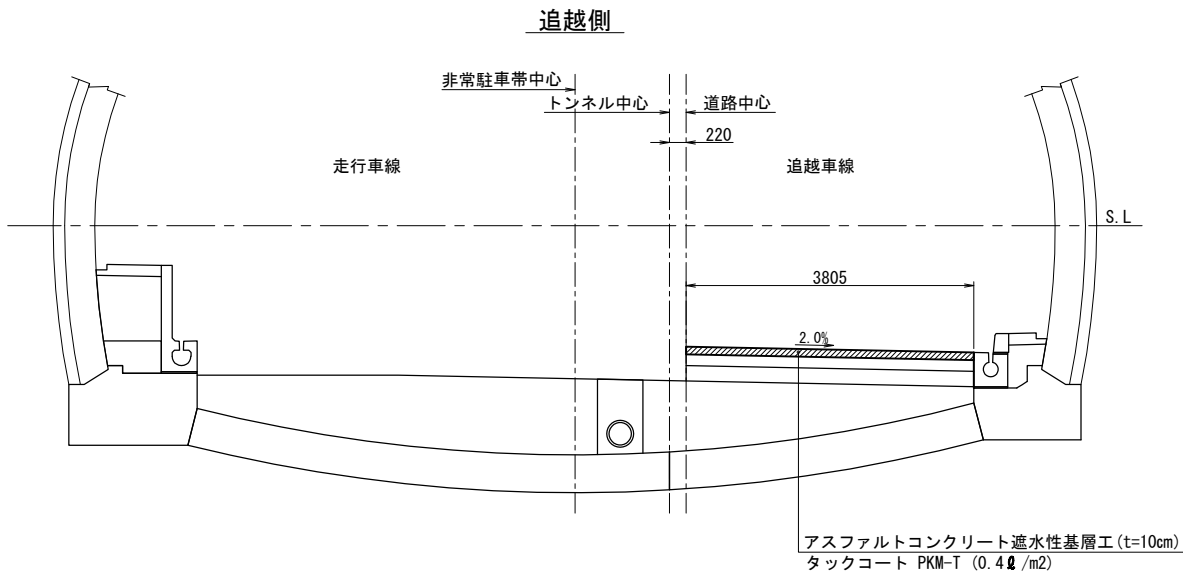 追越側
非常駐車帯中心
トンネル中心
道路中心
220
走行車線
追越車線
S.L
3805
2.0%
アスファルトコンクリート遮水性基層工(t=10cm)
タックコート PKM-T (0.4ℓ/m2)